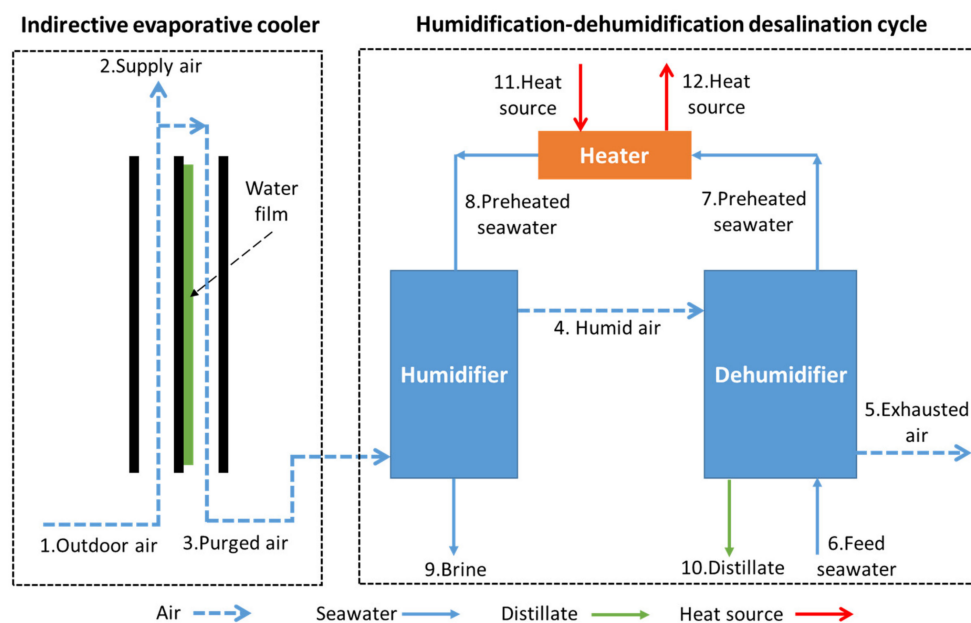 Indirective evaporative cooler
Humidification-dehumidification desalination cycle
2.Supply air
Water
film
1.Outdoor air
3.Purged air
11.Heat
source
12.Heat
source
Heater
8.Preheated
seawater
7.Preheated
seawater
4. Humid air
Humidifier
Dehumidifier
5.Exhausted
air
9.Brine
10.Distillate
6.Feed
seawater
Air
Seawater
Distillate
Heat source